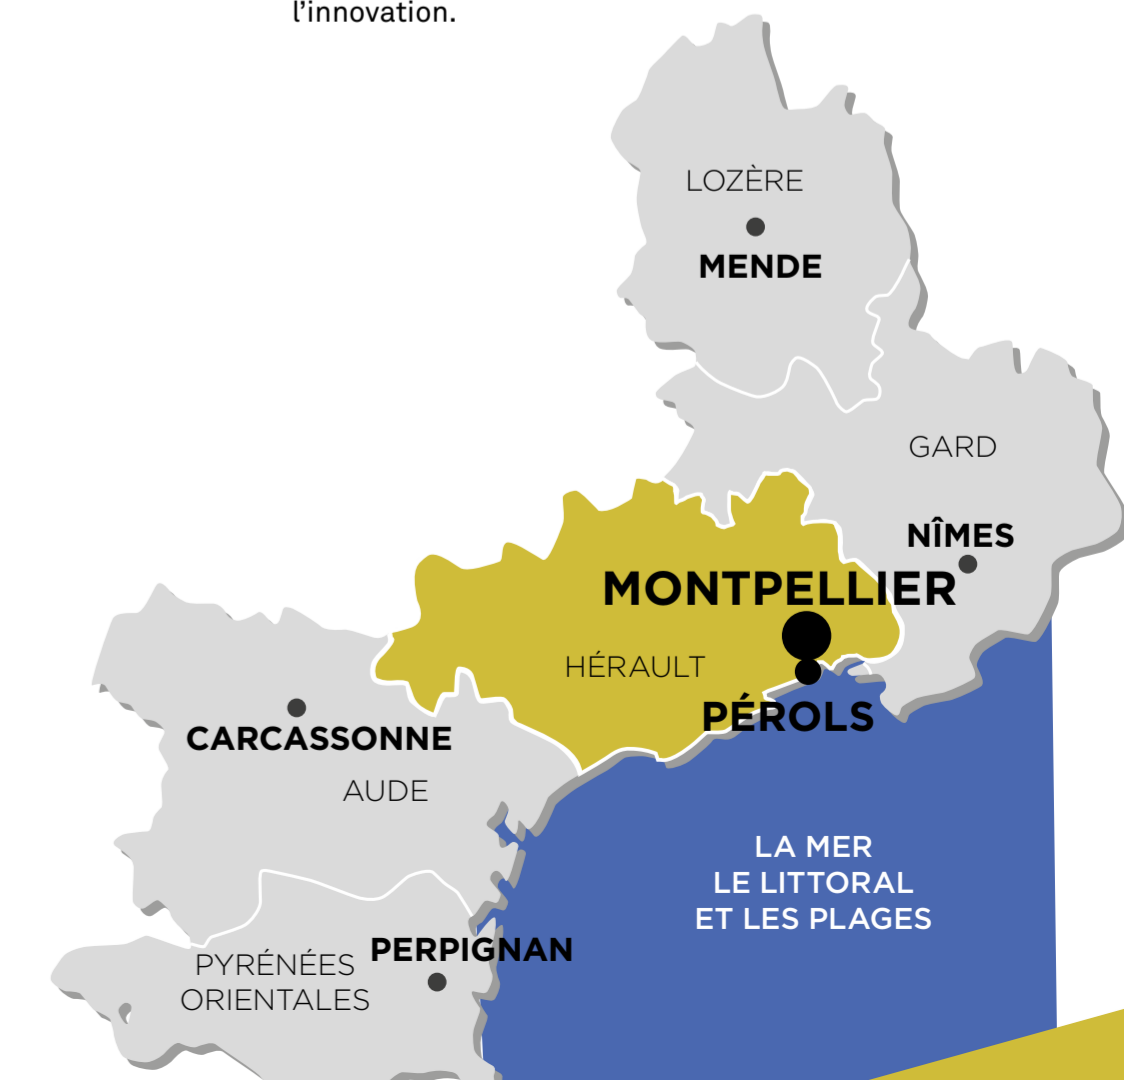 l’innovation.
LOZÈRE
MENDE
GARD
NÎMES
MONTPELLIER
HÉRAULT
PÉROLS
CARCASSONNE
AUDE
LA MER
LE LITTORAL
ET LES PLAGES
PERPIGNAN
PYRÉNÉES
ORIENTALES